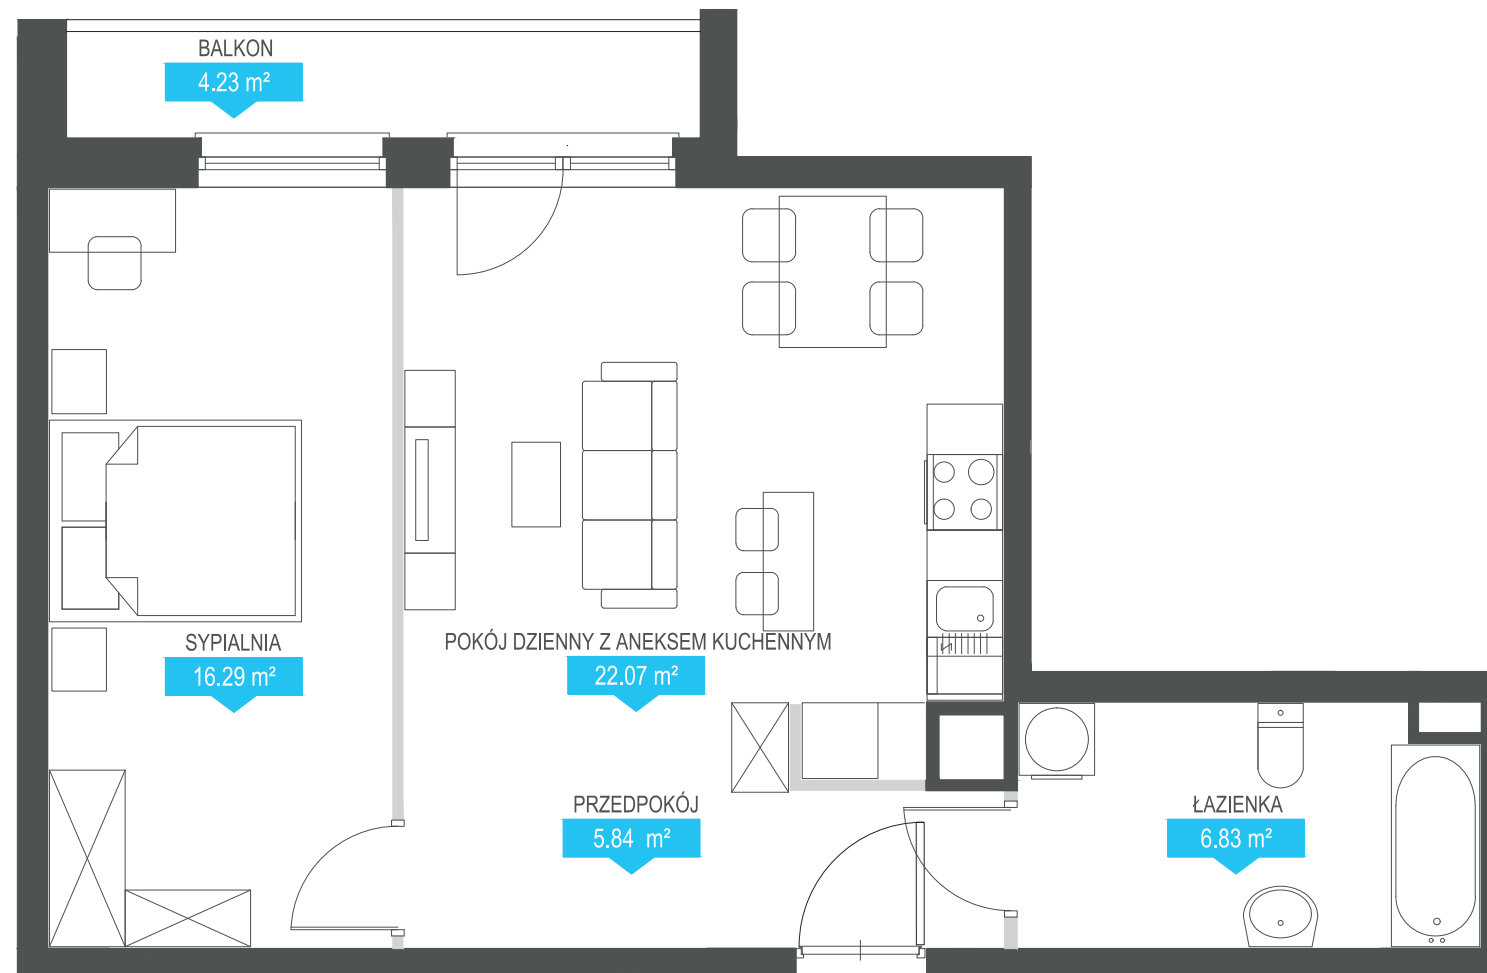 BALKON
4.23 m²
SYPIALNIA
16.29 m²
POKÓJ DZIENNY Z ANEKSEM KUCHENNYM
22.07 m²
PRZEDPOKÓJ
5.84 m²
ŁAZIENKA
6.83 m²